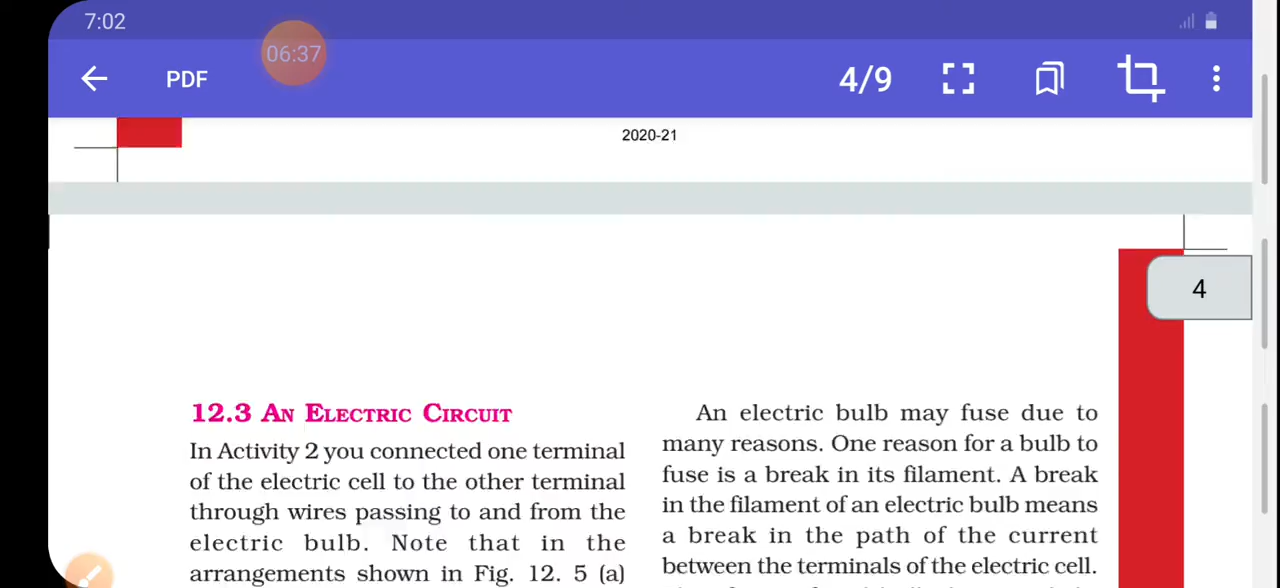 7:02
06:37
PDF
4/9
2020-21
4
12.3 AN ELECTRIC CIRCUIT
In Activity 2 you connected one terminal
of the electric cell to the other terminal
through wires passing to and from the
electric bulb. Note that in the
arrangements shown in Fig. 12. 5 (a)
An electric bulb may fuse due to
many reasons. One reason for a bulb to
fuse is a break in its filament. A break
in the filament of an electric bulb means
a break in the path of the current
between the terminals of the electric cell.